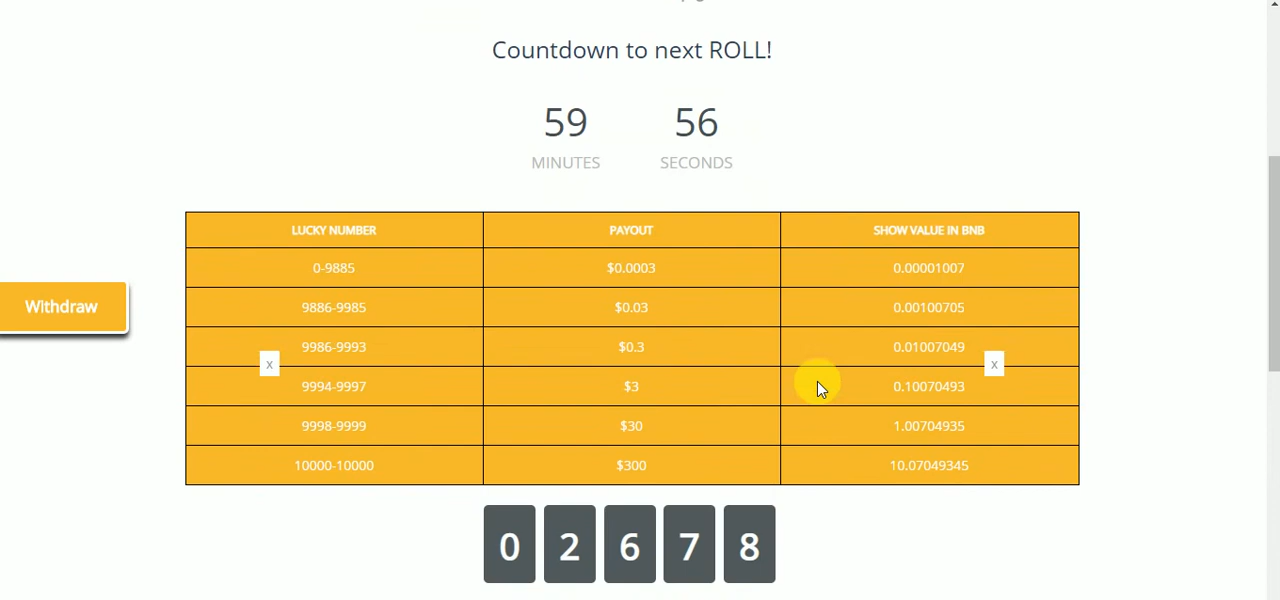 Countdown to next ROLL!
59 56
MINUTES SECONDS
LUCKY NUMBER PAYOUT SHOW VALUE IN BNB
0-9885 $0.0003 0.00001007
9886-9985 $0.03 0.00100705
Withdraw
9986-9993 $0.3 0.01007049
x x
9994-9997 $3 0.10070493
9998-9999 $30 1.00704935
10000-10000 $300 10.07049345
0 2 6 7 8